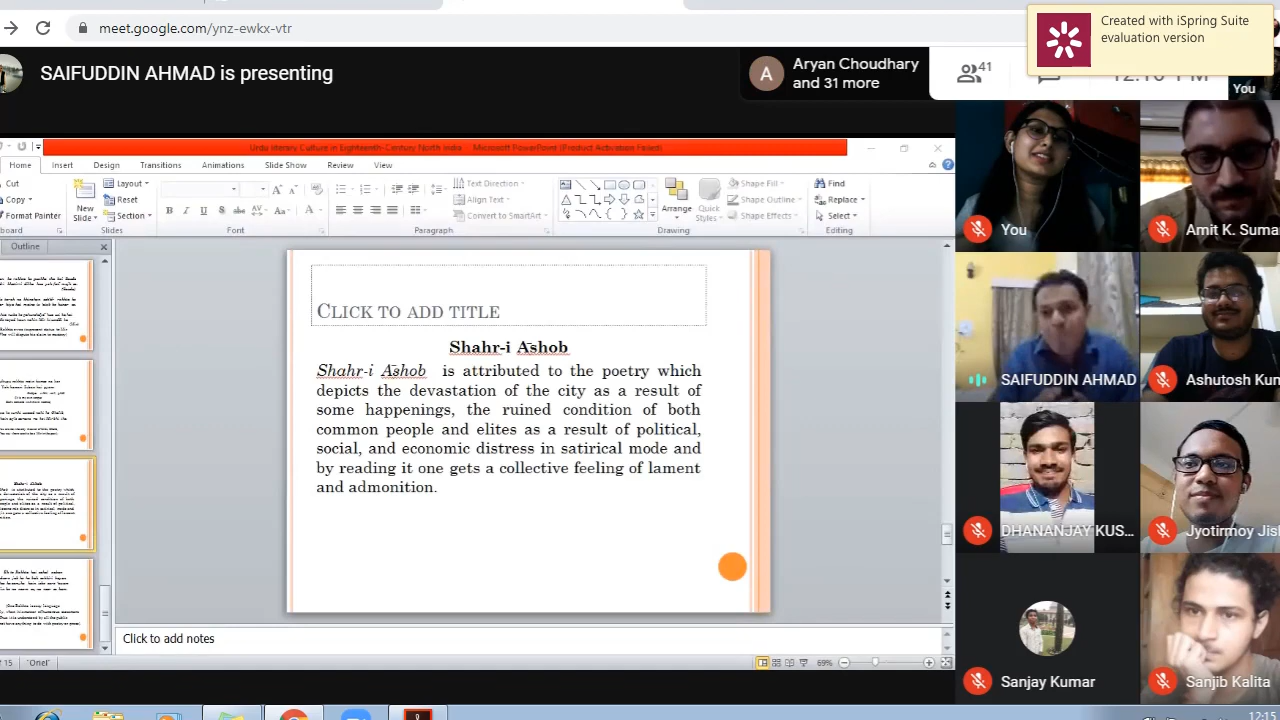 meet.google.com/ynz-ewkx-vtr
Created with iSpring Suite
evaluation version
SAIFUDDIN AHMAD is presenting
A
Aryan Choudhary
and 31 more
41
You
Urdu literary Culture in Eighteenth-Century North India - Microsoft PowerPoint (Product Activation Failed)
Home Insert Design Transitions Animations Slide Show Review View
Cut
Copy
Format Painter
New
Slide
Layout
Reset
Section
Slides
Font
Text Direction
Align Text
Convert to SmartArt
Paragraph
Arrange
Quick
Styles
Shape Fill
Shape Outline
Shape Effects
Drawing
Find
Replace
Select
Editing
Outline
CLICK TO ADD TITLE
Shahr-i Āshob
Shahr-i Āshob is attributed to the poetry which
depicts the devastation of the city as a result of
some happenings, the ruined condition of both
common people and elites as a result of political,
social, and economic distress in satirical mode and
by reading it one gets a collective feeling of lament
and admonition.
Click to add notes
15 "Oriel"
69%
You
Amit K. Suma
SAIFUDDIN AHMAD
Ashutosh Kum
DHANANJAY KUS...
Jyotirmoy Jish
Sanjay Kumar
Sanjib Kalita
12:15